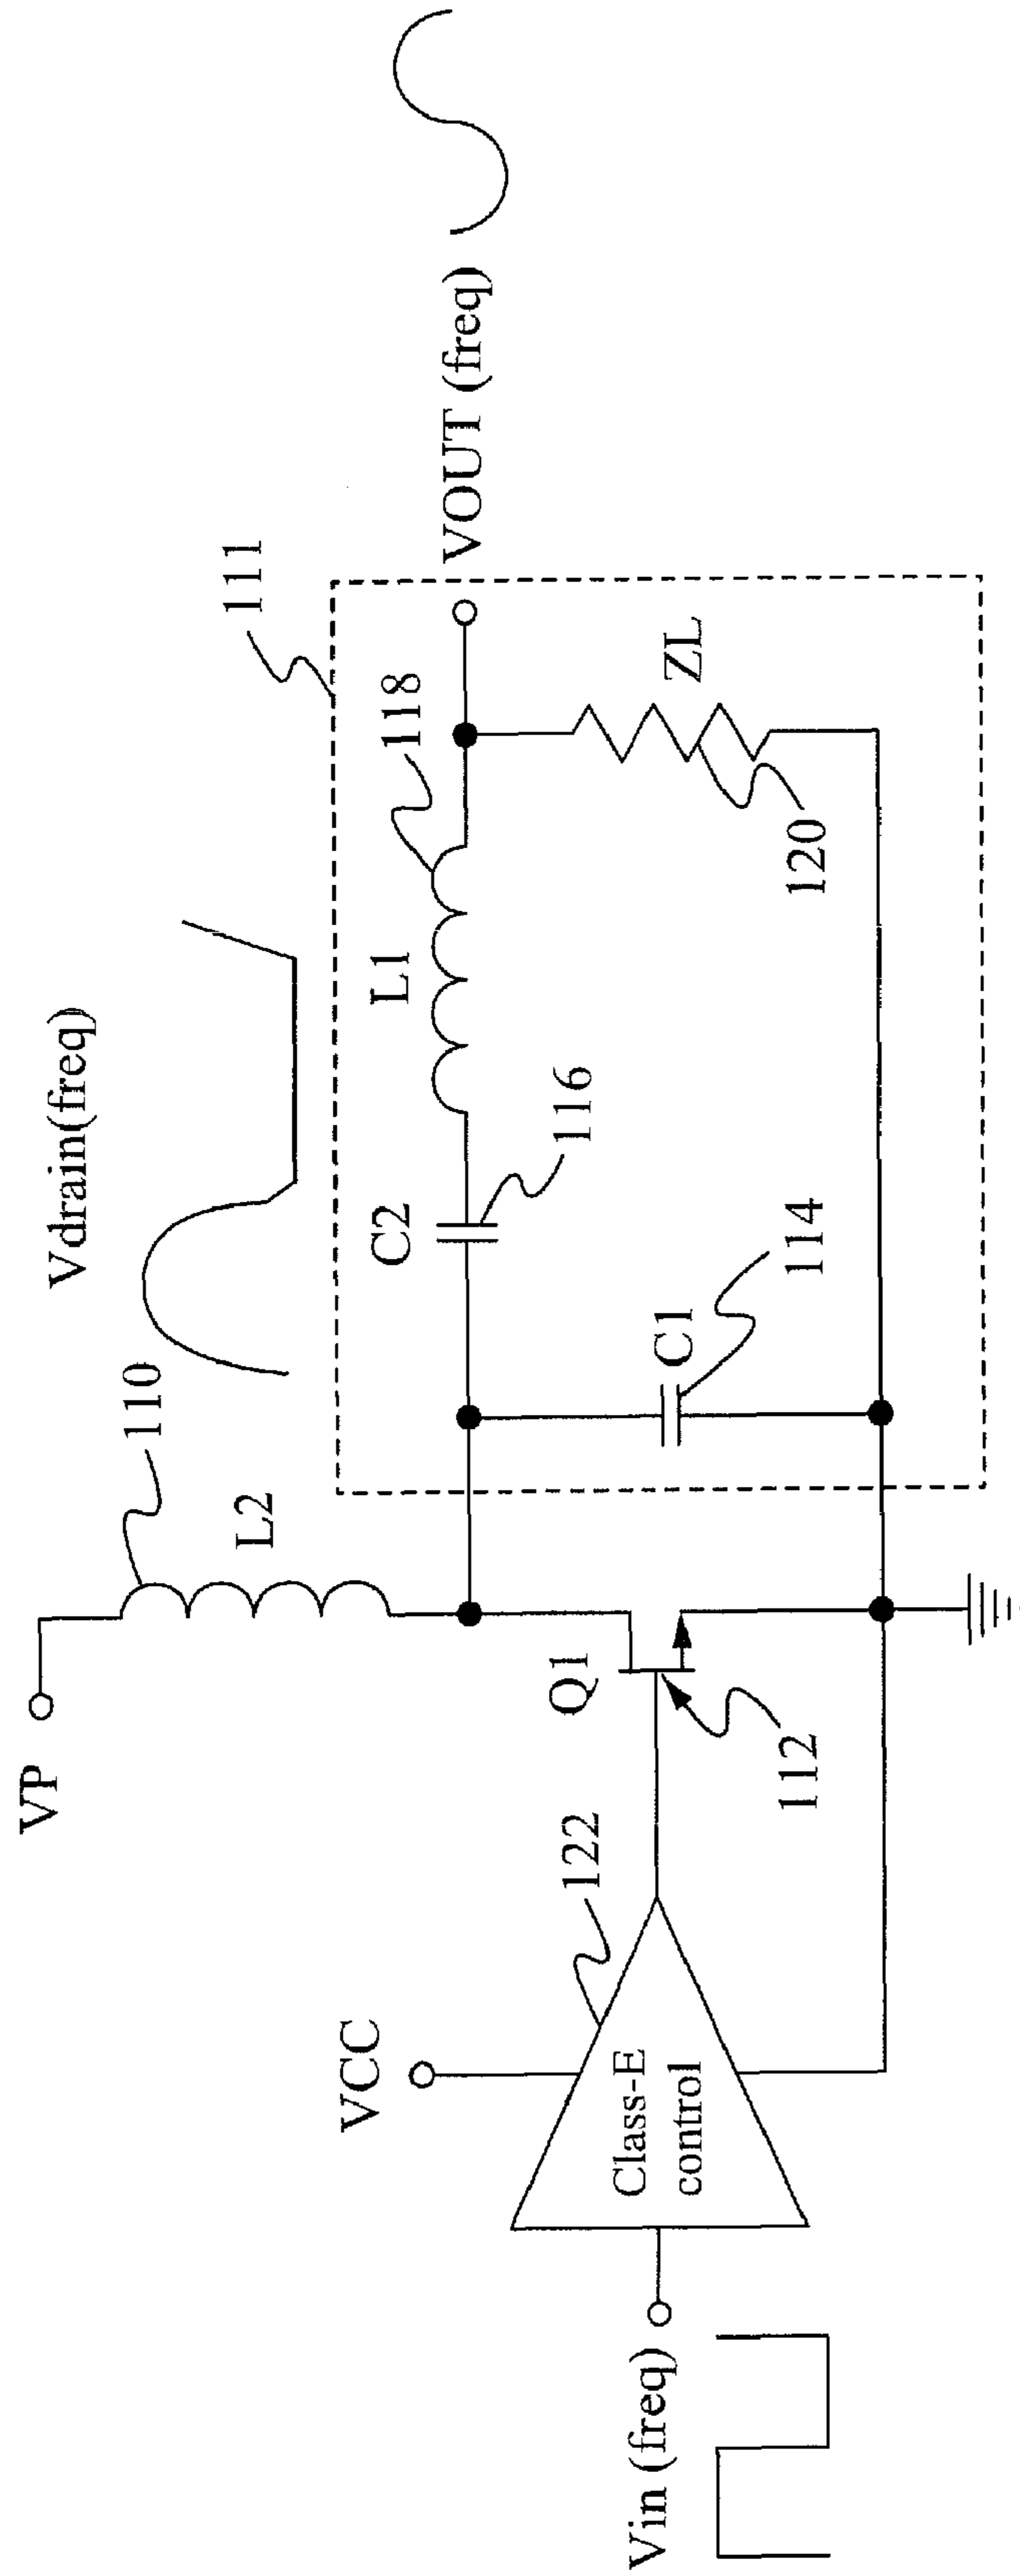 VP
110
Vdrain(freq)
L2
111
VCC
122
Q1
C2
L1
118
VOUT (freq)
116
Class-E
control
Vin (freq)
C1
ZL
112
114
120